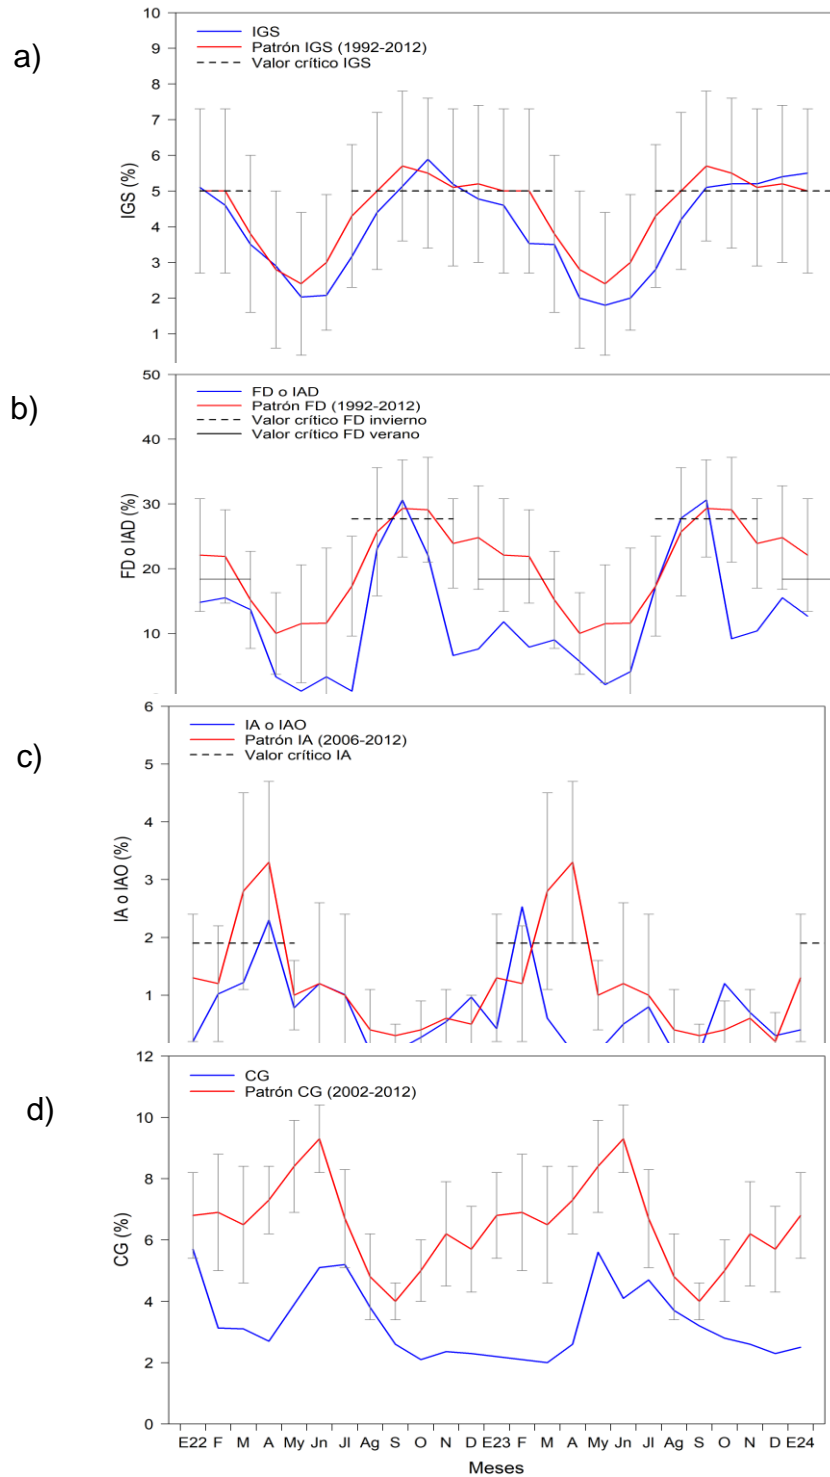 a)
IGS
Patrón IGS (1992-2012)
Valor crítico IGS
IGS (%)
10
9
8
7
6
5
4
3
2
1
b)
FD o IAD
Patrón FD (1992-2012)
Valor crítico FD invierno
Valor crítico FD verano
FD o IAD (%)
50
40
30
20
10
c)
IA o IAO
Patrón IA (2006-2012)
Valor crítico IA
IA o IAO (%)
6
5
4
3
2
1
d)
CG
Patrón CG (2002-2012)
CG (%)
12
10
8
6
4
2
0
E22 F M A My Jn Jl Ag S O N D E23 F M A My Jn Jl Ag S O N D E24
Meses